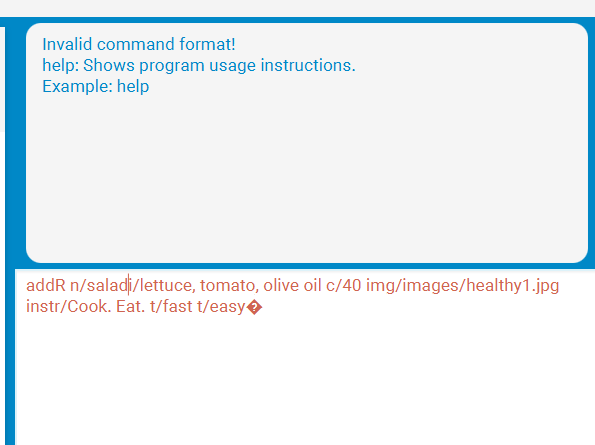 Invalid command format!
help: Shows program usage instructions.
Example: help
addR n/saladi/lettuce, tomato, olive oil c/40 img/images/healthy1.jpg
instr/Cook. Eat. t/fast t/easy�